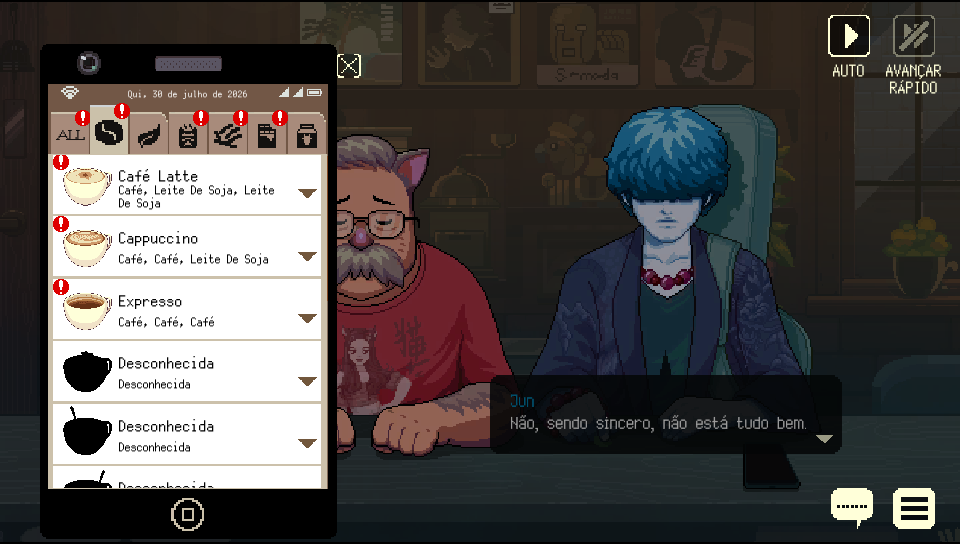 Qui, 30 de julho de 2026
ALL
Café Latte
Café, Leite De Soja, Leite
De Soja
Cappuccino
Café, Café, Leite De Soja
Expresso
Café, Café, Café
Desconhecida
Desconhecida
Desconhecida
Desconhecida
Desconhecida
AUTO
AVANÇAR
RÁPIDO
Jun
Não, sendo sincero, não está tudo bem.